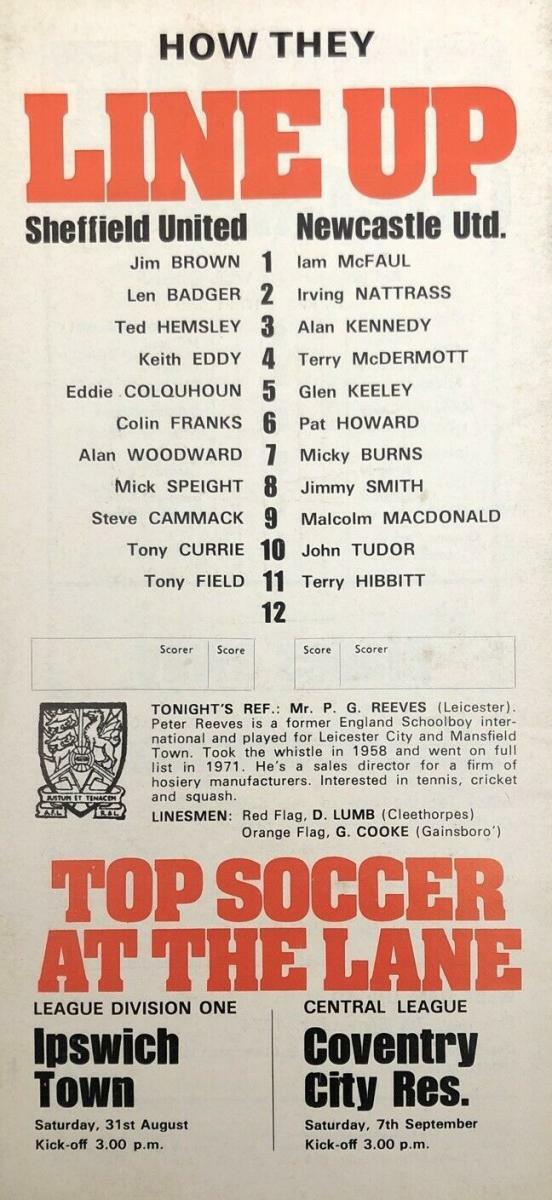 HOW THEY
LINE UP
Sheffield United Newcastle Utd.
Jim BROWN 1 Iam McFAUL
Len BADGER 2 Irving NATTRASS
Ted HEMSLEY 3 Alan KENNEDY
Keith EDDY 4 Terry McDERMOTT
Eddie COLQUHOUN 5 Glen KEELEY
Colin FRANKS 6 Pat HOWARD
Alan WOODWARD 7 Micky BURNS
Mick SPEIGHT 8 Jimmy SMITH
Steve CAMMACK 9 Malcolm MACDONALD
Tony CURRIE 10 John TUDOR
Tony FIELD 11 Terry HIBBITT
12
Scorer Score Score Scorer
TONIGHT'S REF.: Mr. P. G. REEVES (Leicester).
Peter Reeves is a former England Schoolboy inter-
national and played for Leicester City and Mansfield
Town. Took the whistle in 1958 and went on full
list in 1971. He's a sales director for a firm of
hosiery manufacturers. Interested in tennis, cricket
and squash.
JUSTUM ET TENACEM
A.F.L. R.&L.
LINESMEN: Red Flag, D. LUMB (Cleethorpes)
Orange Flag, G. COOKE (Gainsboro')
TOP SOCCER
AT THE LANE
LEAGUE DIVISION ONE
Ipswich
Town
Saturday, 31st August
Kick-off 3.00 p.m.
CENTRAL LEAGUE
Coventry
City Res.
Saturday, 7th September
Kick-off 3.00 p.m.